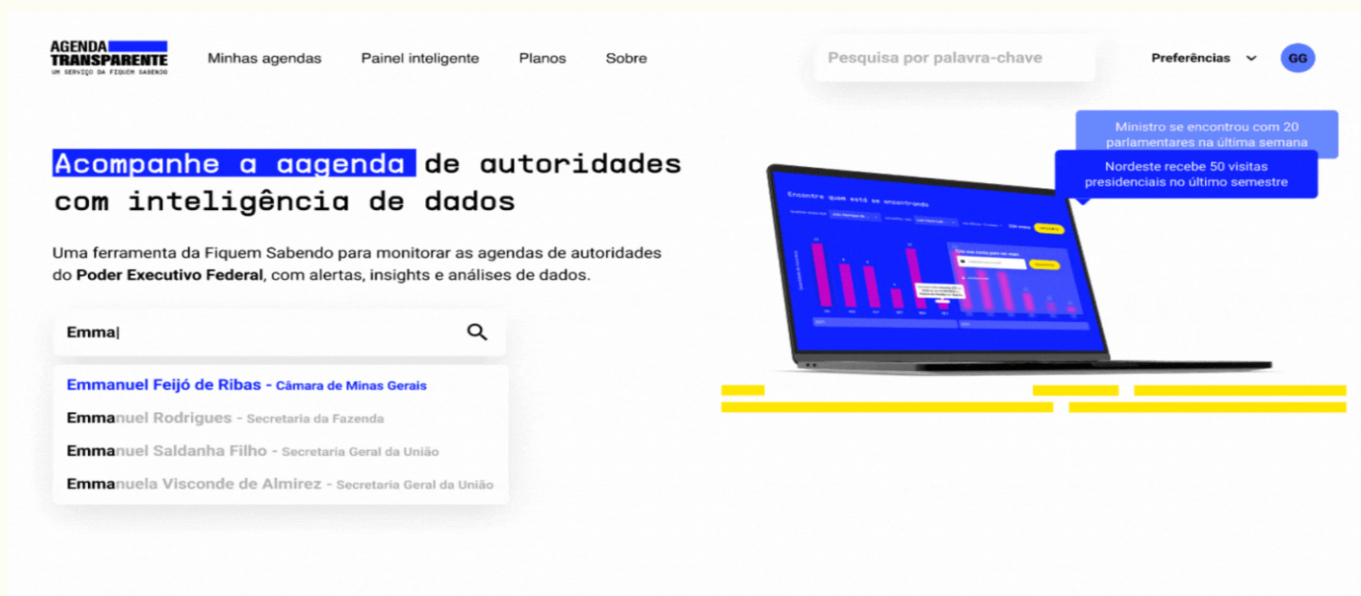 AGENDA
TRANSPARENTE
UM SERVIÇO DA FIQUEM SABENDO
Minhas agendas
Painel inteligente
Planos
Sobre
Pesquisa por palavra-chave
Preferências
GG
Acompanhe a aagenda de autoridades
com inteligência de dados
Uma ferramenta da Fiquem Sabendo para monitorar as agendas de autoridades
do Poder Executivo Federal, com alertas, insights e análises de dados.
Emma
Emmanuel Feijó de Ribas - Câmara de Minas Gerais
Emmanuel Rodrigues - Secretaria da Fazenda
Emmanuel Saldanha Filho - Secretaria Geral da União
Emmanuela Visconde de Almirez - Secretaria Geral da União
Ministro se encontrou com 20
parlamentares na última semana
Nordeste recebe 50 visitas
presidenciais no último semestre
Encontre quem está se encontrando